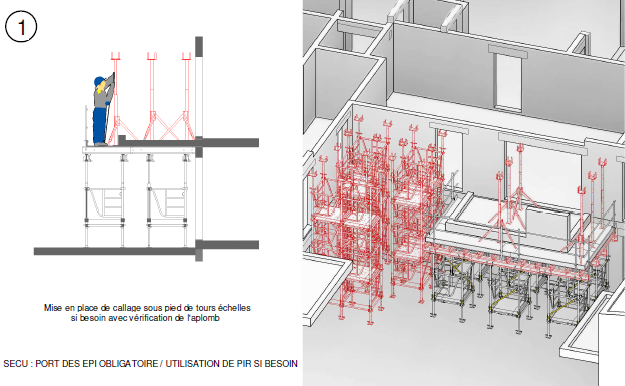 1
Mise en place de callage sous pied de tours échelles
si besoin avec vérification de l'aplomb
SECU : PORT DES EPI OBLIGATOIRE / UTILISATION DE PIR SI BESOIN